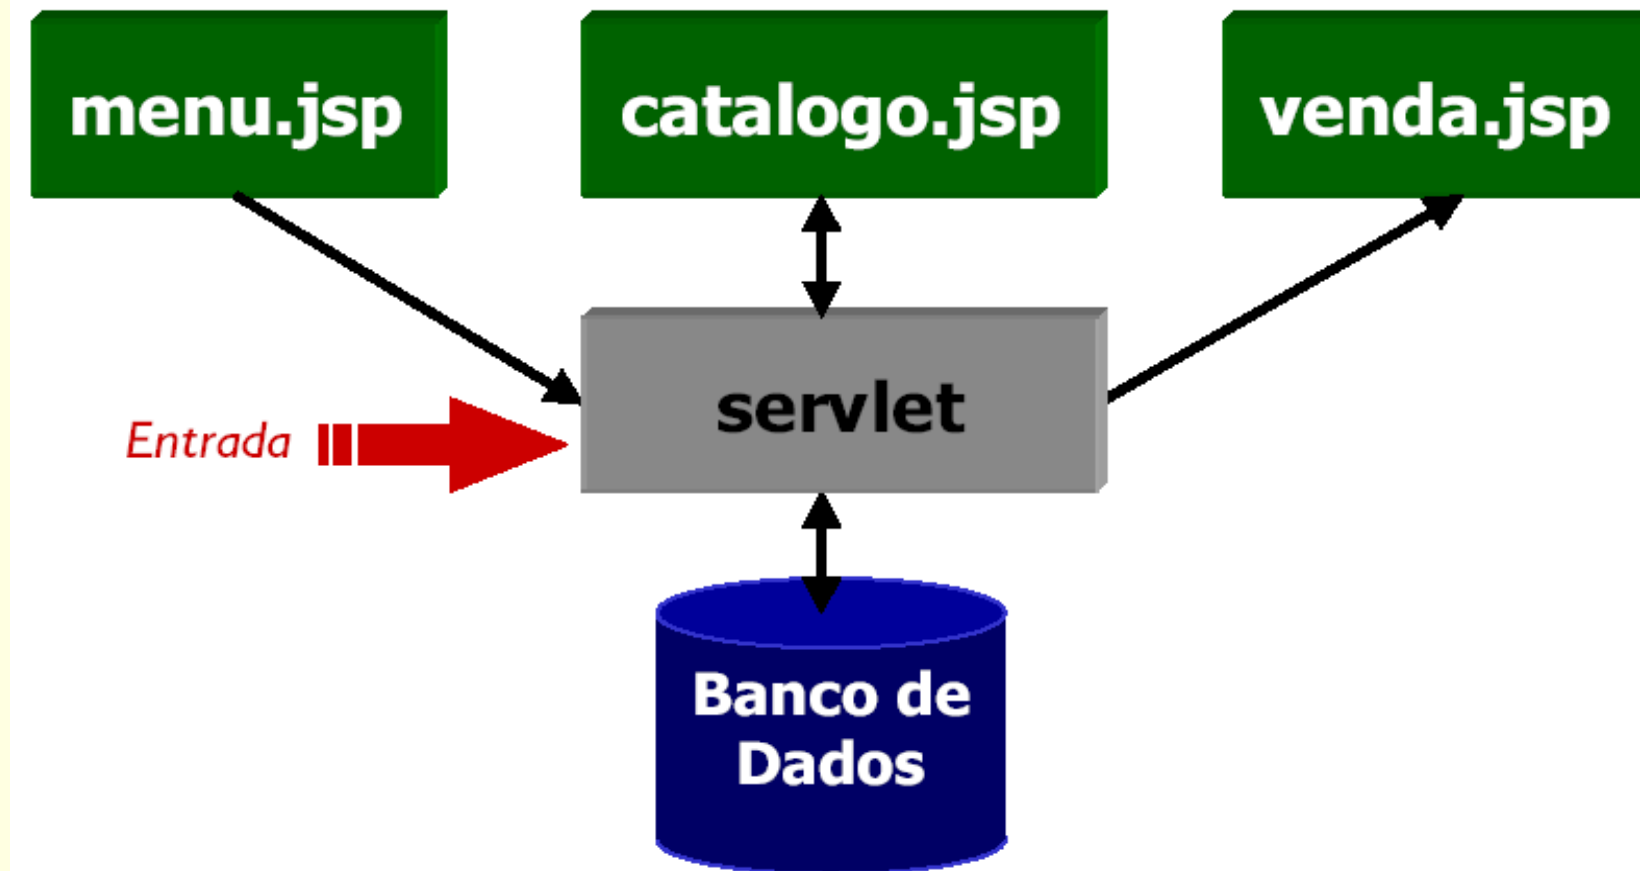 menu.jsp
catalogo.jsp
venda.jsp
servlet
Entrada
Banco de
Dados